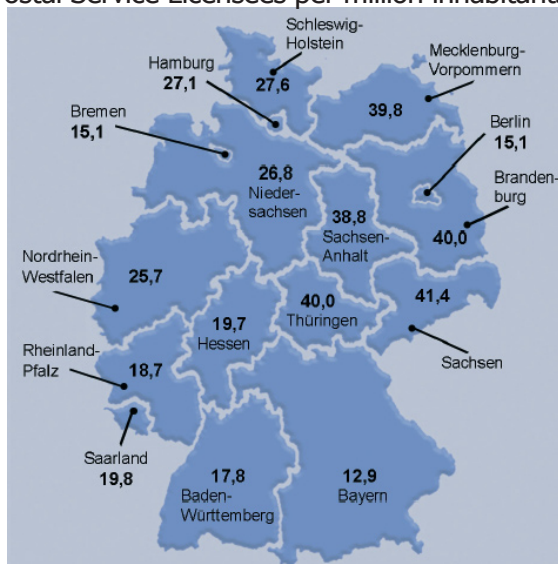 ostal Service Licensees per million inhabitants
Schleswig-
Holstein
27,6
Hamburg
27,1
Mecklenburg-
Vorpommern
39,8
Bremen
15,1
Berlin
15,1
26,8
Nieder-
sachsen
Branden-
burg
40,0
38,8
Sachsen-
Anhalt
Nordrhein-
Westfalen
25,7
41,4
Sachsen
40,0
Thüringen
19,7
Hessen
Rheinland-
Pfalz
18,7
Saarland
19,8
17,8
Baden-
Württemberg
12,9
Bayern